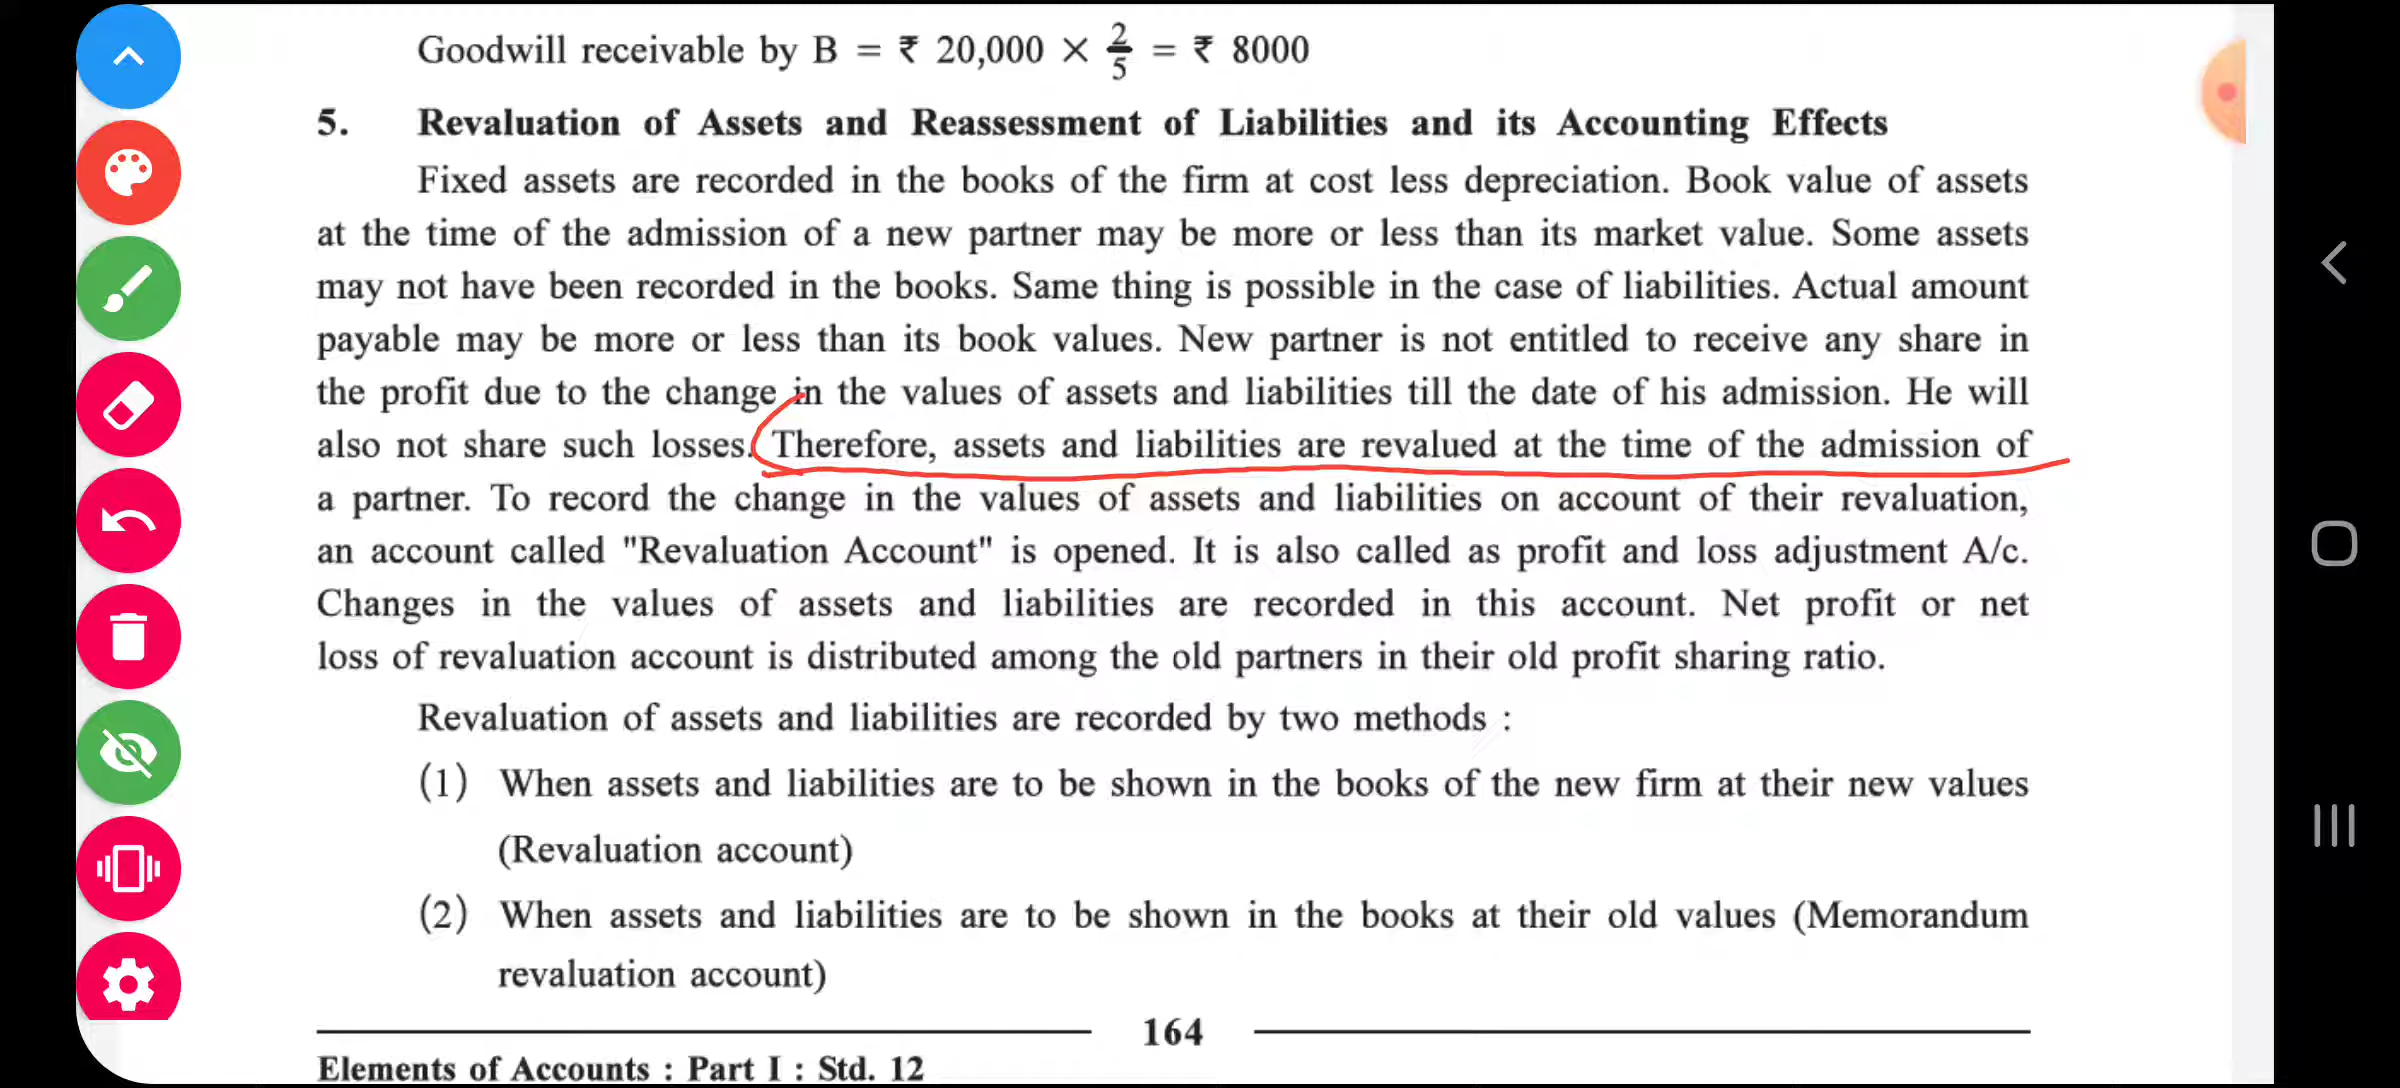 Goodwill receivable by B = ₹ 20,000 × 2/5 = ₹ 8000
5. Revaluation of Assets and Reassessment of Liabilities and its Accounting Effects
Fixed assets are recorded in the books of the firm at cost less depreciation. Book value of assets
at the time of the admission of a new partner may be more or less than its market value. Some assets
may not have been recorded in the books. Same thing is possible in the case of liabilities. Actual amount
payable may be more or less than its book values. New partner is not entitled to receive any share in
the profit due to the change in the values of assets and liabilities till the date of his admission. He will
also not share such losses. Therefore, assets and liabilities are revalued at the time of the admission of
a partner. To record the change in the values of assets and liabilities on account of their revaluation,
an account called "Revaluation Account" is opened. It is also called as profit and loss adjustment A/c.
Changes in the values of assets and liabilities are recorded in this account. Net profit or net
loss of revaluation account is distributed among the old partners in their old profit sharing ratio.
Revaluation of assets and liabilities are recorded by two methods :
(1) When assets and liabilities are to be shown in the books of the new firm at their new values
(Revaluation account)
(2) When assets and liabilities are to be shown in the books at their old values (Memorandum
revaluation account)
164
Elements of Accounts : Part I : Std. 12